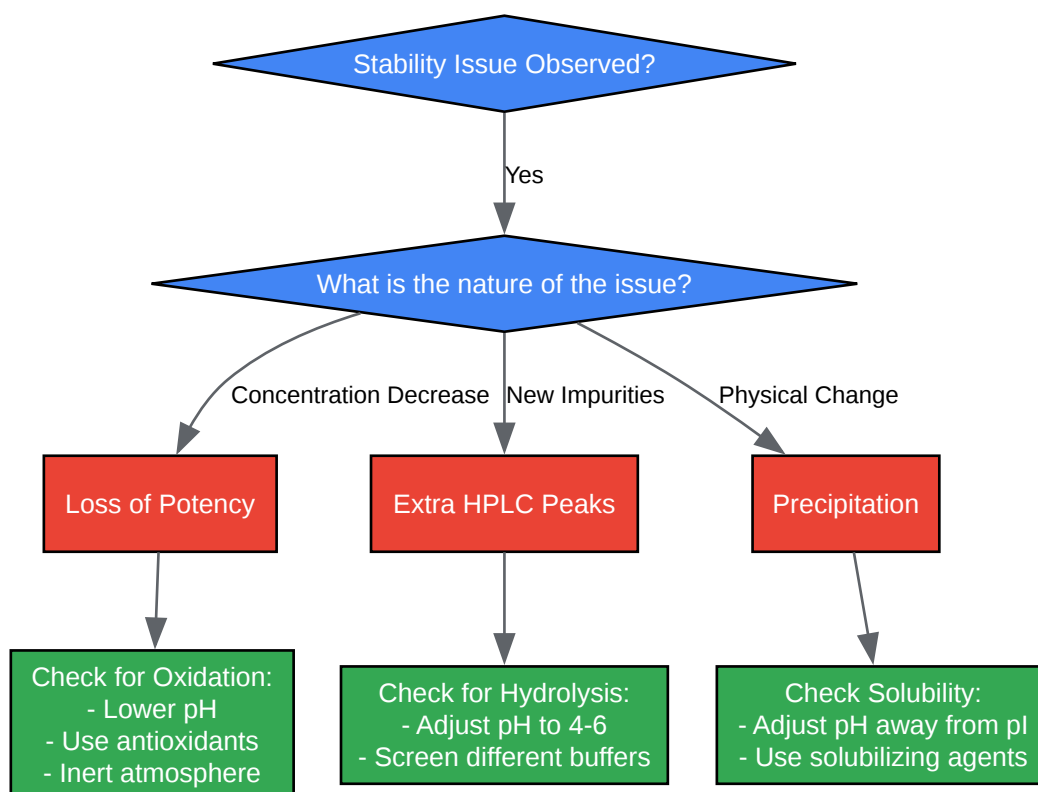 Stability Issue Observed?
Yes
What is the nature of the issue?
Concentration Decrease
New Impurities
Physical Change
Loss of Potency
Extra HPLC Peaks
Precipitation
Check for Oxidation:
- Lower pH
- Use antioxidants
- Inert atmosphere
Check for Hydrolysis:
- Adjust pH to 4-6
- Screen different buffers
Check Solubility:
- Adjust pH away from pI
- Use solubilizing agents